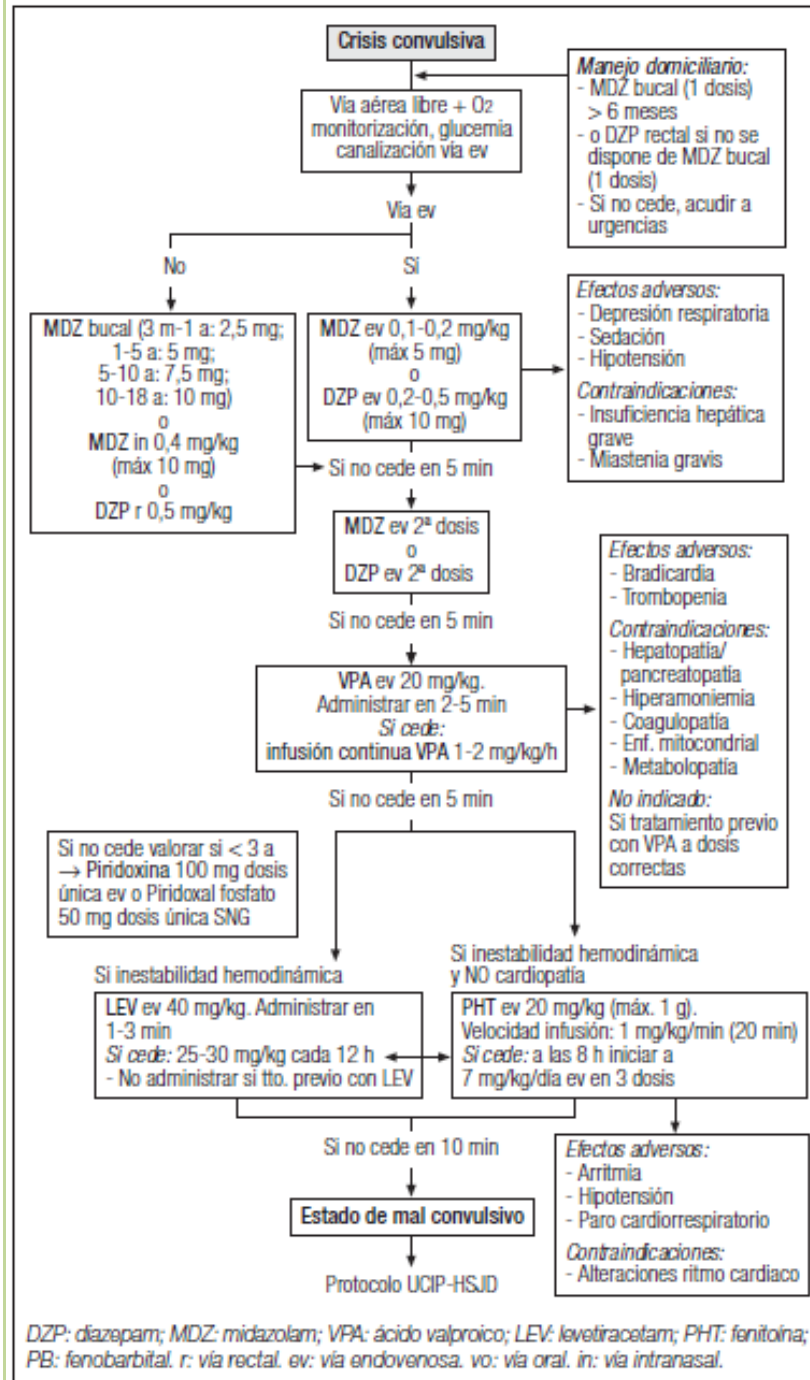 Crisis convulsiva
Manejo domiciliario:
- MDZ bucal (1 dosis)
> 6 meses
- o DZP rectal si no se
dispone de MDZ bucal
(1 dosis)
- Si no cede, acudir a
urgencias
Vía aérea libre + O2
monitorización, glucemia
canalización vía ev
Vía ev
No
Sí
MDZ bucal (3 m-1 a: 2,5 mg;
1-5 a: 5 mg;
5-10 a: 7,5 mg;
10-18 a: 10 mg)
o
MDZ in 0,4 mg/kg
(máx 10 mg)
o
DZP r 0,5 mg/kg
MDZ ev 0,1-0,2 mg/kg
(máx 5 mg)
o
DZP ev 0,2-0,5 mg/kg
(máx 10 mg)
Efectos adversos:
- Depresión respiratoria
- Sedación
- Hipotensión
Contraindicaciones:
- Insuficiencia hepática
grave
- Miastenia gravis
Si no cede en 5 min
MDZ ev 2ª dosis
o
DZP ev 2ª dosis
Si no cede en 5 min
VPA ev 20 mg/kg.
Administrar en 2-5 min
Si cede:
infusión continua VPA 1-2 mg/kg/h
Efectos adversos:
- Bradicardia
- Trombopenia
Contraindicaciones:
- Hepatopatía/
pancreatopatía
- Hiperamoniemia
- Coagulopatía
- Enf. mitocondrial
- Metabolopatía
No indicado:
Si tratamiento previo
con VPA a dosis
correctas
Si no cede en 5 min
Si no cede valorar si < 3 a
→ Piridoxina 100 mg dosis
única ev o Piridoxal fosfato
50 mg dosis única SNG
Si inestabilidad hemodinámica
LEV ev 40 mg/kg. Administrar en
1-3 min
Si cede: 25-30 mg/kg cada 12 h
- No administrar si tto. previo con LEV
Si inestabilidad hemodinámica
y NO cardiopatía
PHT ev 20 mg/kg (máx. 1 g).
Velocidad infusión: 1 mg/kg/min (20 min)
Si cede: a las 8 h iniciar a
7 mg/kg/día ev en 3 dosis
Si no cede en 10 min
Estado de mal convulsivo
Protocolo UCIP-HSJD
Efectos adversos:
- Arritmia
- Hipotensión
- Paro cardiorrespiratorio
Contraindicaciones:
- Alteraciones ritmo cardiaco
DZP: diazepam; MDZ: midazolam; VPA: ácido valproico; LEV: levetiracetam; PHT: fenitoína;
PB: fenobarbital. r: vía rectal. ev: vía endovenosa. vo: vía oral. in: vía intranasal.